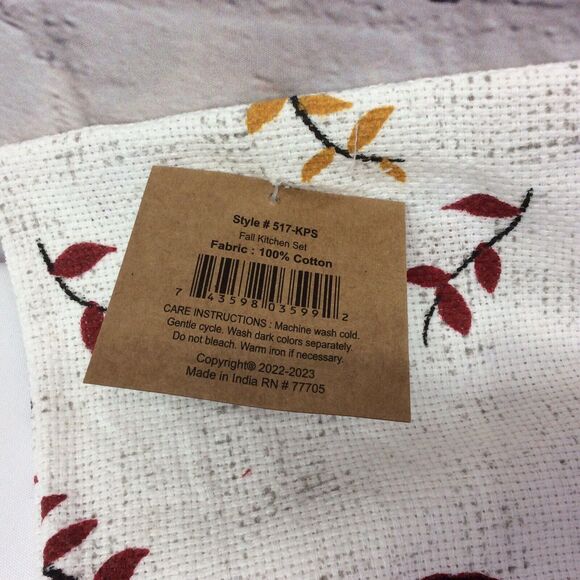 Style # 517-KPS
Fall Kitchen Set
Fabric : 100% Cotton
7 43598 03599 2
CARE INSTRUCTIONS : Machine wash cold.
Gentle cycle. Wash dark colors separately.
Do not bleach. Warm iron if necessary.
Copyright@ 2022-2023
Made in India RN # 77705